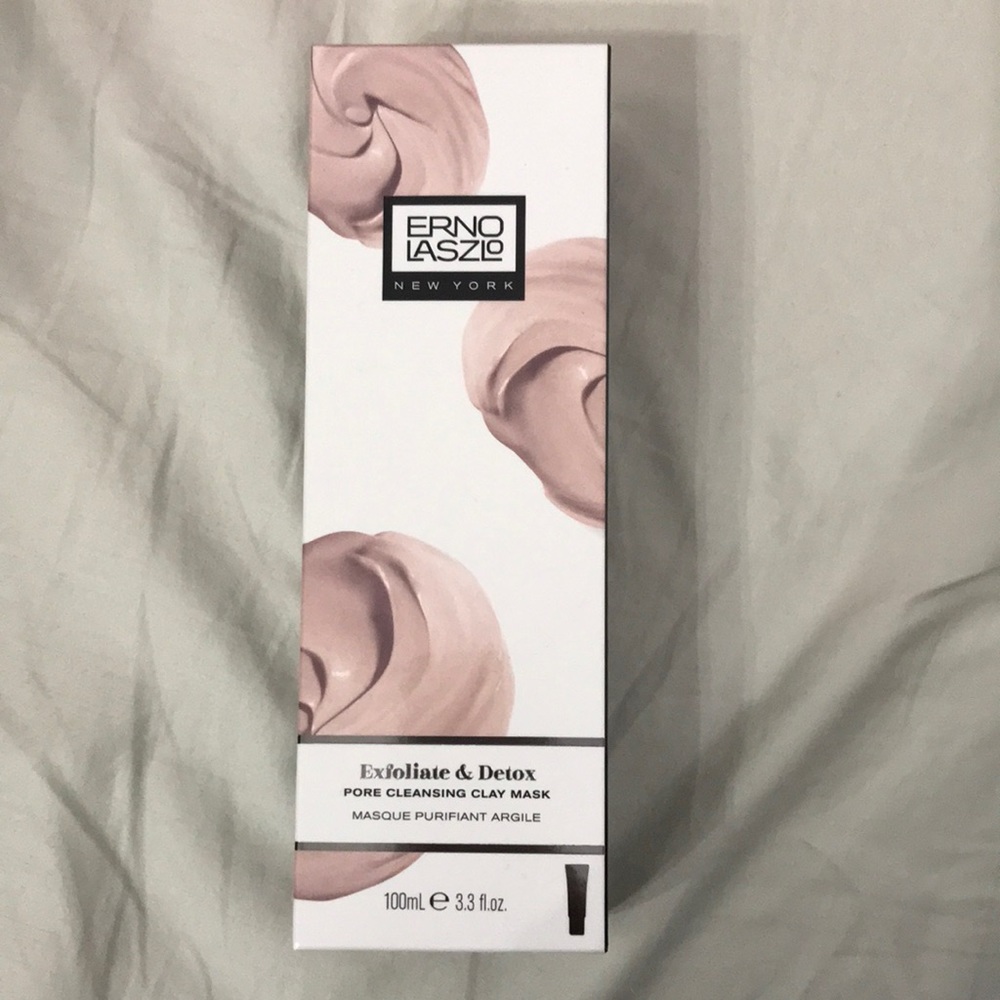 ERNO
LASZLO
NEW YORK
Exfoliate & Detox
PORE CLEANSING CLAY MASK
MASQUE PURIFIANT ARGILE
100mL ℮ 3.3 fl.oz.